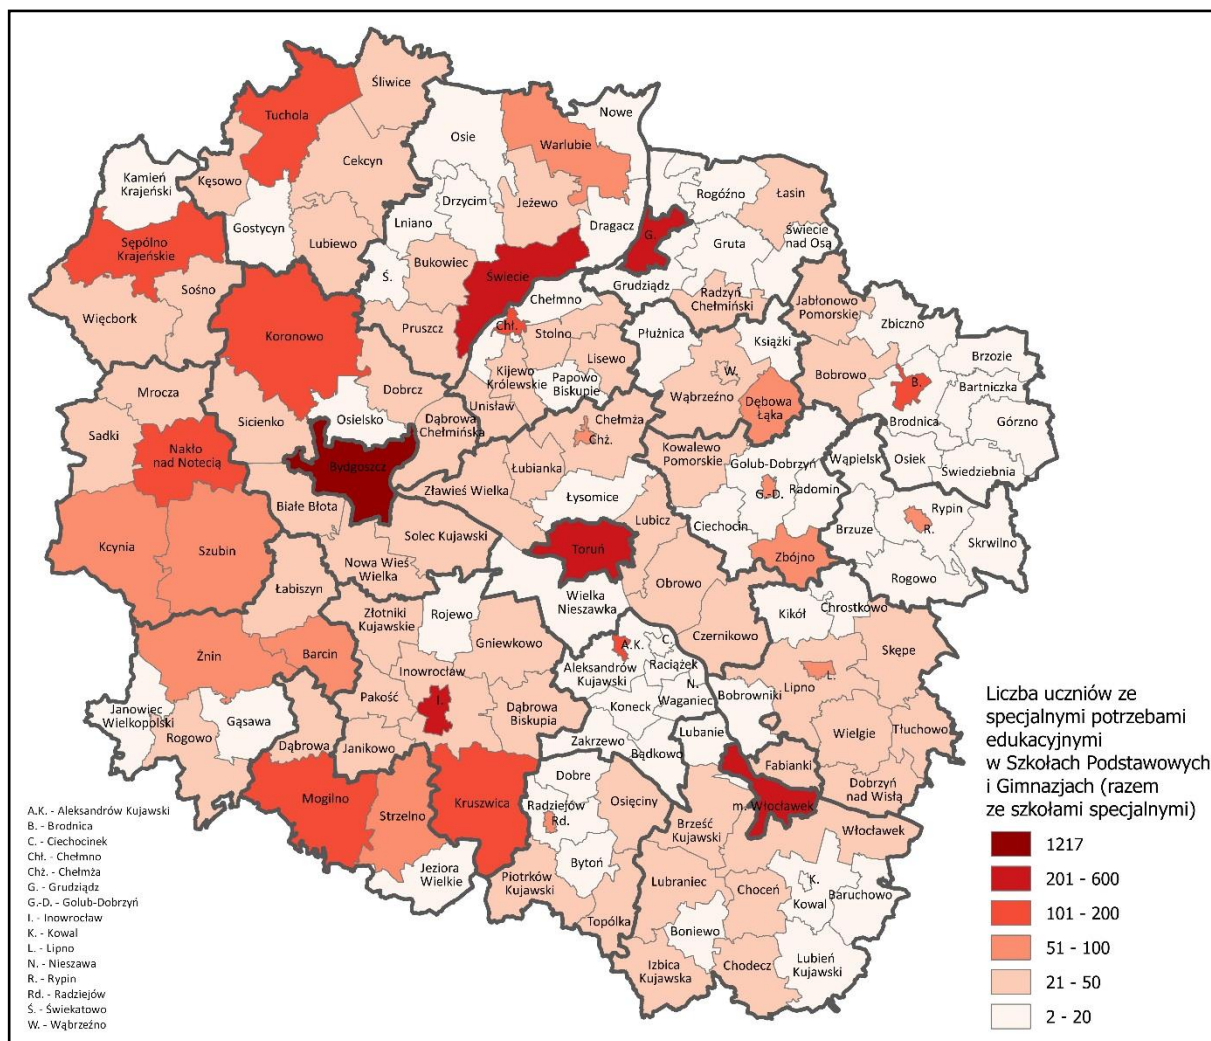 Śliwice
Tuchola
Nowe
Osie
Warlubie
Cekcyn
Kamień
Krajeński
Kęsowo
Rogóźno
Łasin
Drzycim
Jeżewo
Lniano
Dragacz
Gostycyn
Świecie
nad Osą
Sępólno
Krajeńskie
Lubiewo
G.
Gruta
Bukowiec
Świecie
Ś.
Sośno
Grudziądz
Radzyń
Chełmiński
Chełmno
Jabłonowo
Pomorskie
Więcbork
Koronowo
Pruszcz
Chł.
Stolno
Zbiczno
Płużnica
Książki
Lisewo
Brzozie
Kijewo
Królewskie
Papowo
Biskupie
Bobrowo
B.
Bartniczka
Mrocza
Dobrcz
W.
Wąbrzeźno
Dębowa
Łąka
Unisław
Osielsko
Sicienko
Dąbrowa
Chełmińska
Chełmża
Brodnica
Górzno
Sadki
Chż.
Nakło
nad Notecią
Kowalewo
Pomorskie
Wąpielsk
Osiek
Świedziebnia
Bydgoszcz
Łubianka
Golub-Dobrzyń
G.-D.
Radomin
Zławieś Wielka
Łysomice
Białe Błota
Rypin
R.
Lubicz
Ciechocin
Brzuze
Solec Kujawski
Skrwilno
Kcynia
Szubin
Toruń
Zbójno
Nowa Wieś
Wielka
Rogowo
Obrowo
Łabiszyn
Wielka
Nieszawka
Kikół
Chrostkowo
Złotniki
Kujawskie
Rojewo
Czernikowo
Żnin
Barcin
Gniewkowo
A.K.
C.
Skępe
Aleksandrów
Kujawski
Raciążek
Inowrocław
L.
N.
Lipno
Pakość
I.
Waganiec
Bobrowniki
Janowiec
Wielkopolski
Gąsawa
Dąbrowa
Biskupia
Koneck
Rogowo
Lubanie
Wielgie
Tłuchowo
Dąbrowa
Janikowo
Zakrzewo
Bądkowo
Fabianki
Dobre
Dobrzyń
nad Wisłą
Mogilno
Kruszwica
Osięciny
m. Włocławek
Strzelno
Radziejów
Rd.
Brześć
Kujawski
Włocławek
Bytoń
Jeziora
Wielkie
Piotrków
Kujawski
Lubraniec
Choceń
K.
Kowal
Baruchowo
Topólka
Boniewo
Izbica
Kujawska
Chodecz
Lubień
Kujawski
A.K. - Aleksandrów Kujawski
B. - Brodnica
C. - Ciechocinek
Chł. - Chełmno
Chż. - Chełmża
G. - Grudziądz
G.-D. - Golub-Dobrzyń
I. - Inowrocław
K. - Kowal
L. - Lipno
N. - Nieszawa
R. - Rypin
Rd. - Radziejów
Ś. - Świekatowo
W. - Wąbrzeźno
Liczba uczniów ze
specjalnymi potrzebami
edukacyjnymi
w Szkołach Podstawowych
i Gimnazjach (razem
ze szkołami specjalnymi)
1217
201 - 600
101 - 200
51 - 100
21 - 50
2 - 20